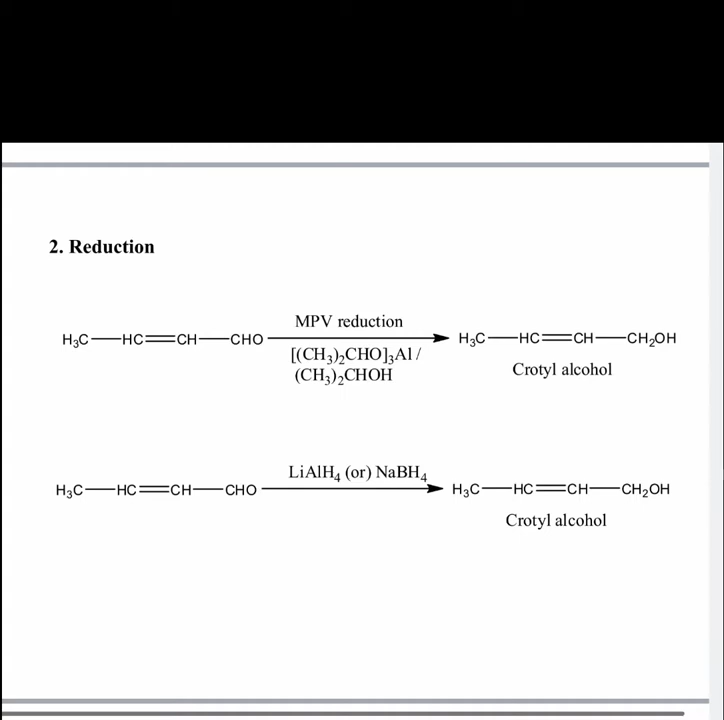 2. Reduction
MPV reduction
H₃C—HC=CH—CHO
H₃C—HC=CH—CH₂OH
[(CH₃)₂CHO]₃Al /
(CH₃)₂CHOH
Crotyl alcohol
LiAlH₄ (or) NaBH₄
H₃C—HC=CH—CHO
H₃C—HC=CH—CH₂OH
Crotyl alcohol